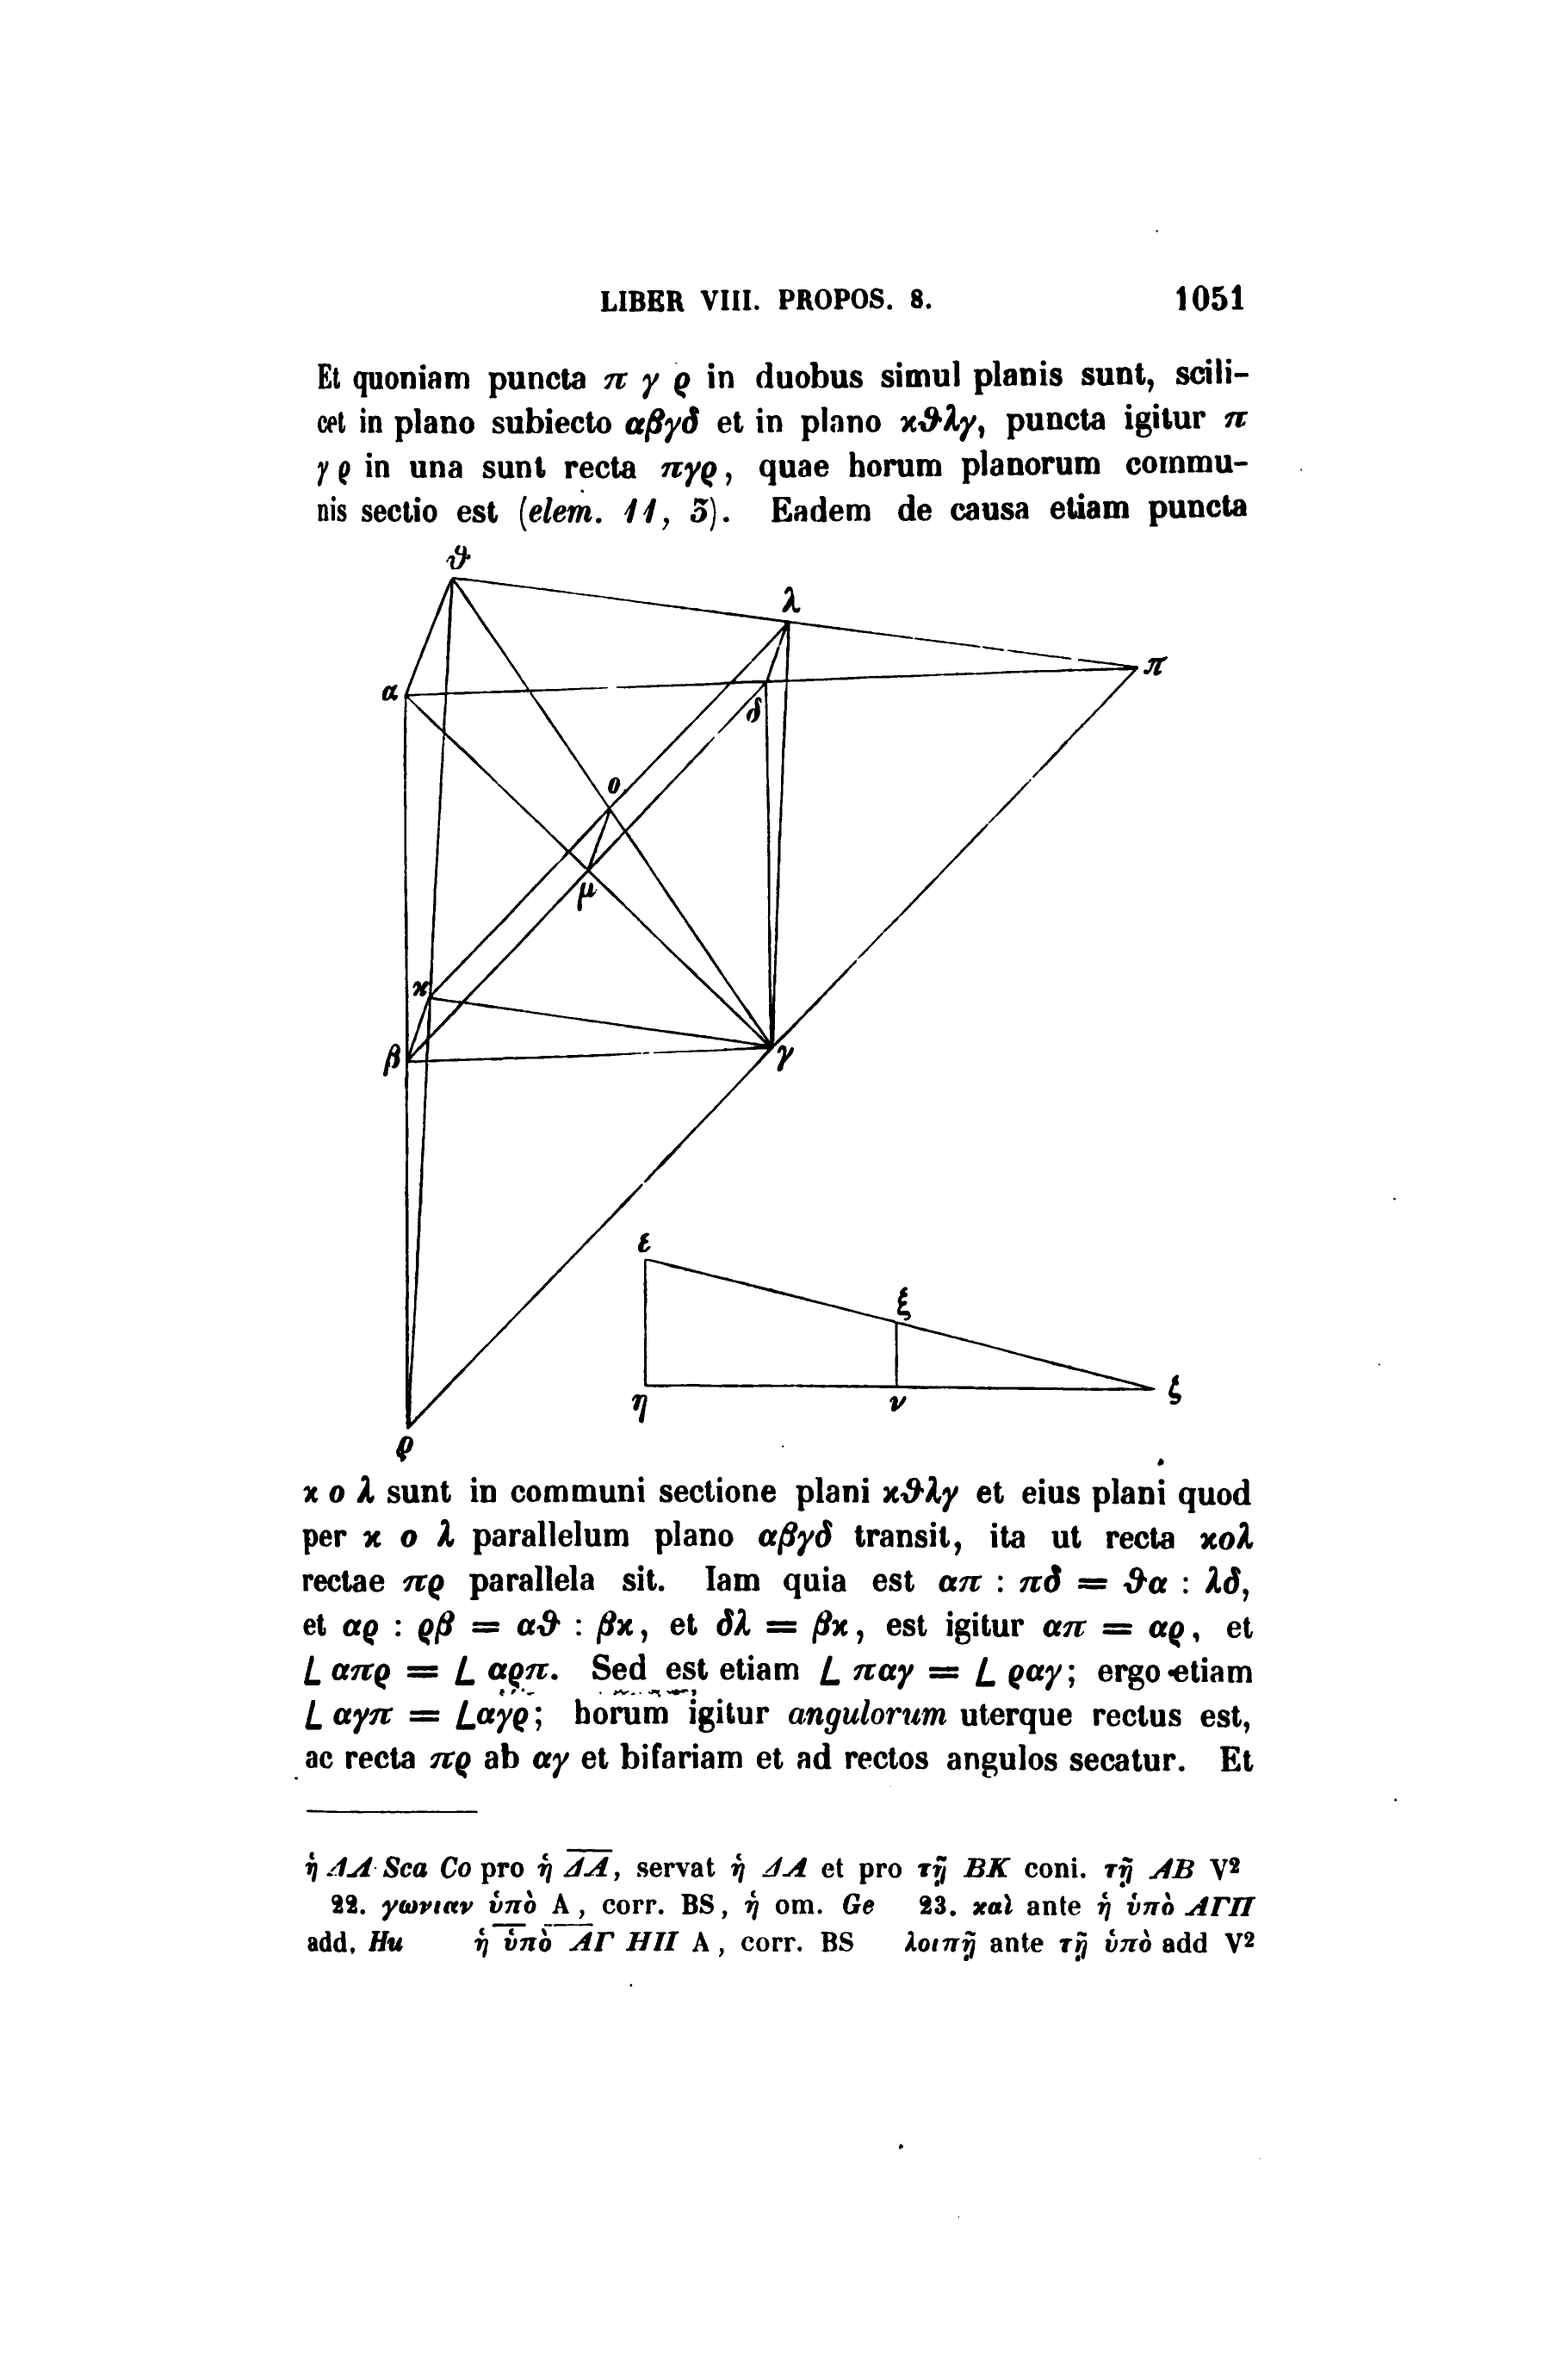 LIBER VIII. PROPOS. 8. 1051
Et quoniam puncta π γ ϱ in duobus simul planis sunt, scili-
cet in plano subiecto αβγδ et in plano κϑλγ, puncta igitur π
γ ϱ in una sunt recta πγϱ, quae horum planorum commu-
nis sectio est (elem. 11, 3). Eadem de causa etiam puncta
ϑ
λ
π
α
δ
ο
μ
κ
β
γ
ε
ξ
η
ν
ζ
ϱ
κ ο λ sunt in communi sectione plani κϑλγ et eius plani quod
per κ ο λ parallelum plano αβγδ transit, ita ut recta κολ
rectae πϱ parallela sit. Iam quia est απ : πδ = ϑα : λδ,
et αϱ : ϱβ = αϑ : βκ, et δλ = βκ, est igitur απ = αϱ, et
L απϱ = L αϱπ. Sed est etiam L παγ = L ϱαγ; ergo etiam
L αγπ = L αγϱ; horum igitur angulorum uterque rectus est,
ac recta πϱ ab αγ et bifariam et ad rectos angulos secatur. Et
ἡ ΛΔ Sca Co pro ἡ Δ͞Α͞, servat ἡ ΔΑ et pro τῇ ΒΚ coni. τῇ ΑΒ V²
22. γωνιαν ὑπὸ A, corr. BS, ἡ om. Ge 23. καὶ ante ἡ ὑπὸ ΑΓΠ
add. Hu ἡ ὑ͞π͞ὸ Α͞Γ͞ ΗΠ A, corr. BS λοιπῇ ante τῇ ὑπὸ add V²